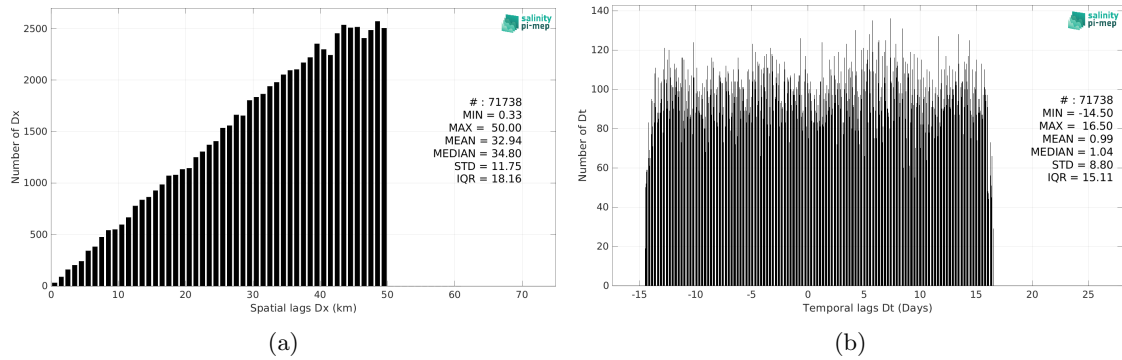 2500
2000
1500
1000
500
0
Number of Dx
0 10 20 30 40 50 60 70
Spatial lags Dx (km)
salinity
pi-mep
# : 71738
MIN = 0.33
MAX = 50.00
MEAN = 32.94
MEDIAN = 34.80
STD = 11.75
IQR = 18.16
(a)
140
120
100
80
60
40
20
0
Number of Dt
-15 -10 -5 0 5 10 15 20 25
Temporal lags Dt (Days)
salinity
pi-mep
# : 71738
MIN = -14.50
MAX = 16.50
MEAN = 0.99
MEDIAN = 1.04
STD = 8.80
IQR = 15.11
(b)